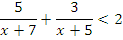 5/(x + 7) + 3/(x + 5) < 2